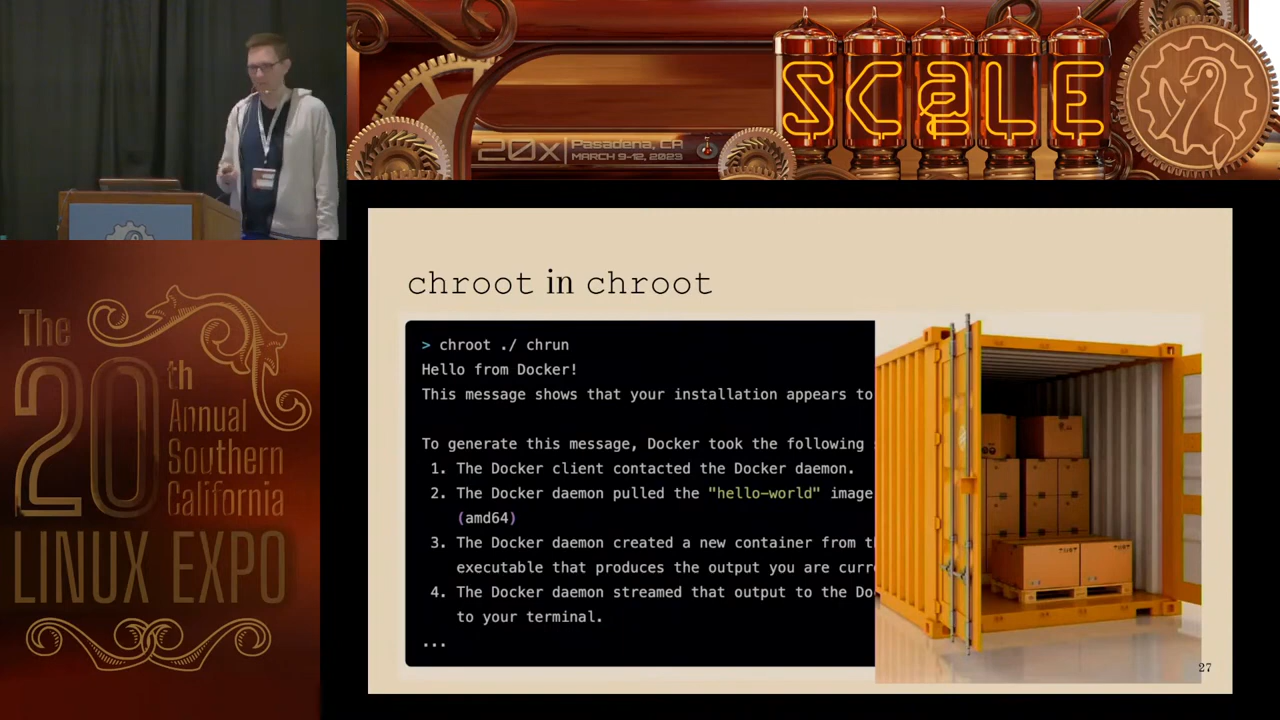 SCaLE
20x
Pasadena, CA
MARCH 9-12, 2023
The
20th
Annual
Southern
California
LINUX EXPO
chroot in chroot
> chroot ./ chrun
Hello from Docker!
This message shows that your installation appears to
To generate this message, Docker took the following
1. The Docker client contacted the Docker daemon.
2. The Docker daemon pulled the "hello-world" image
(amd64)
3. The Docker daemon created a new container from th
executable that produces the output you are curr
4. The Docker daemon streamed that output to the Do
to your terminal.
...
27